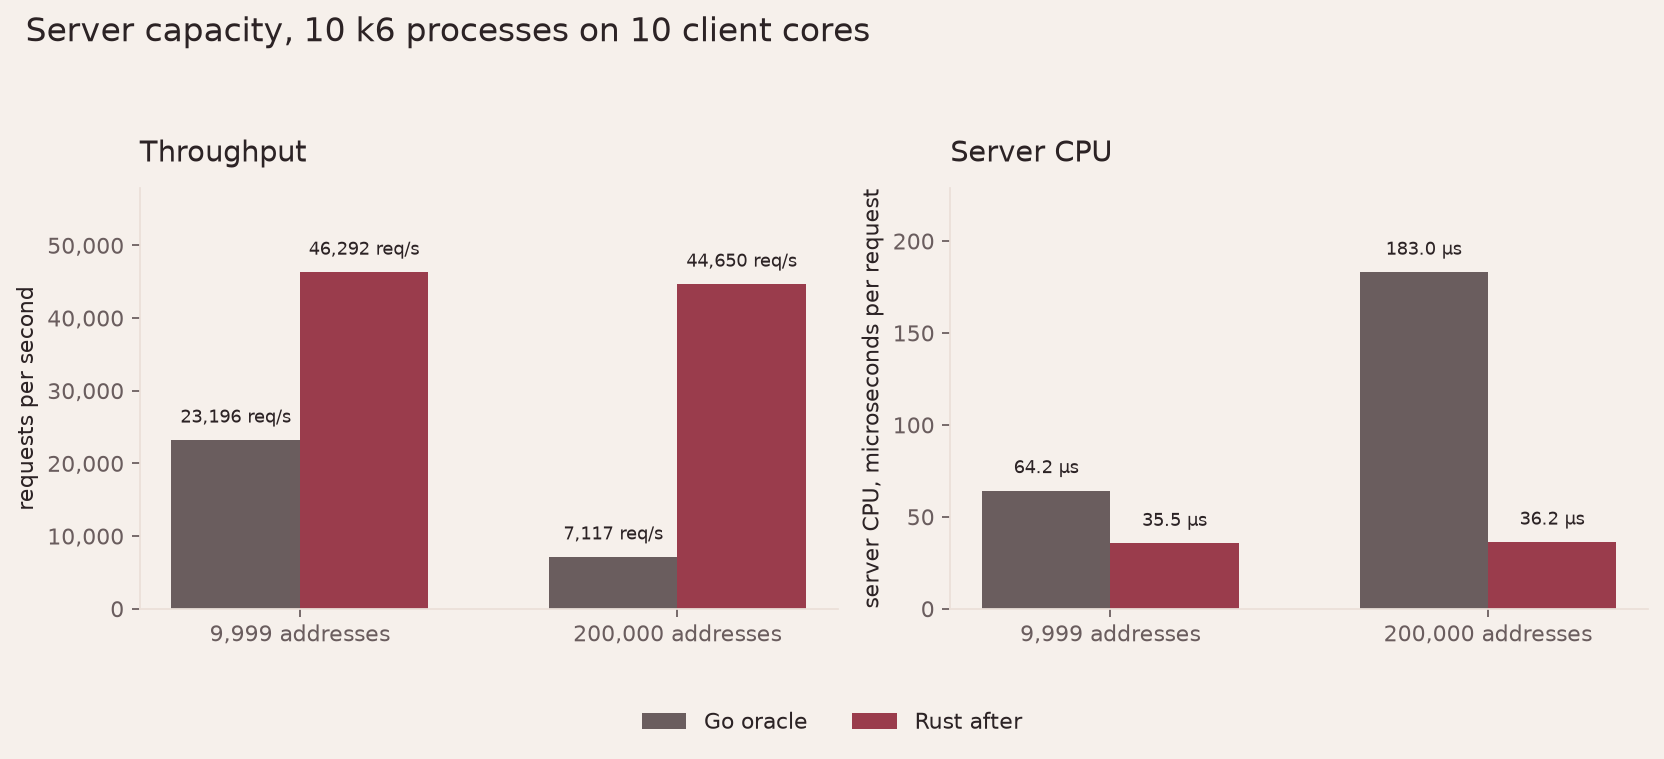 Server capacity, 10 k6 processes on 10 client cores
Throughput
requests per second
50,000
40,000
30,000
20,000
10,000
0
23,196 req/s
46,292 req/s
7,117 req/s
44,650 req/s
9,999 addresses
200,000 addresses
Server CPU
server CPU, microseconds per request
200
150
100
50
0
64.2 µs
35.5 µs
183.0 µs
36.2 µs
9,999 addresses
200,000 addresses
Go oracle
Rust after